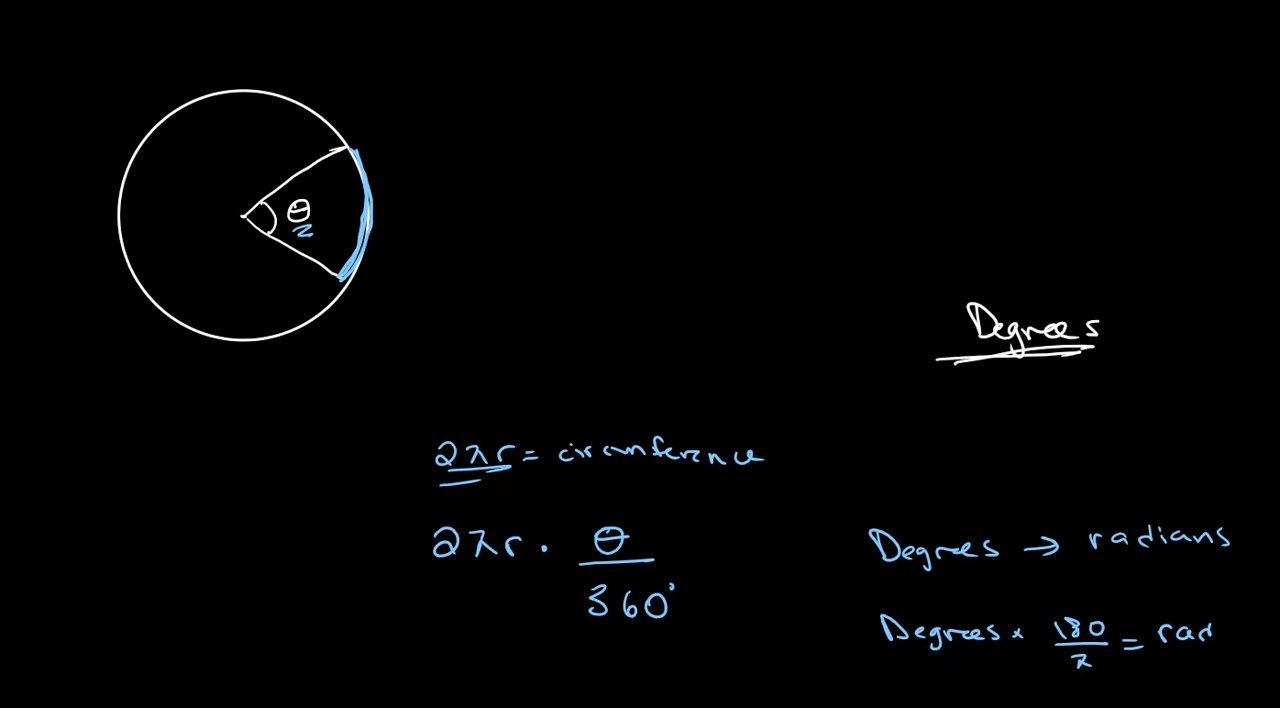 θ
Degrees
2πr = circumference
2πr · θ/360°
Degrees → radians
Degrees × 180/π = rad